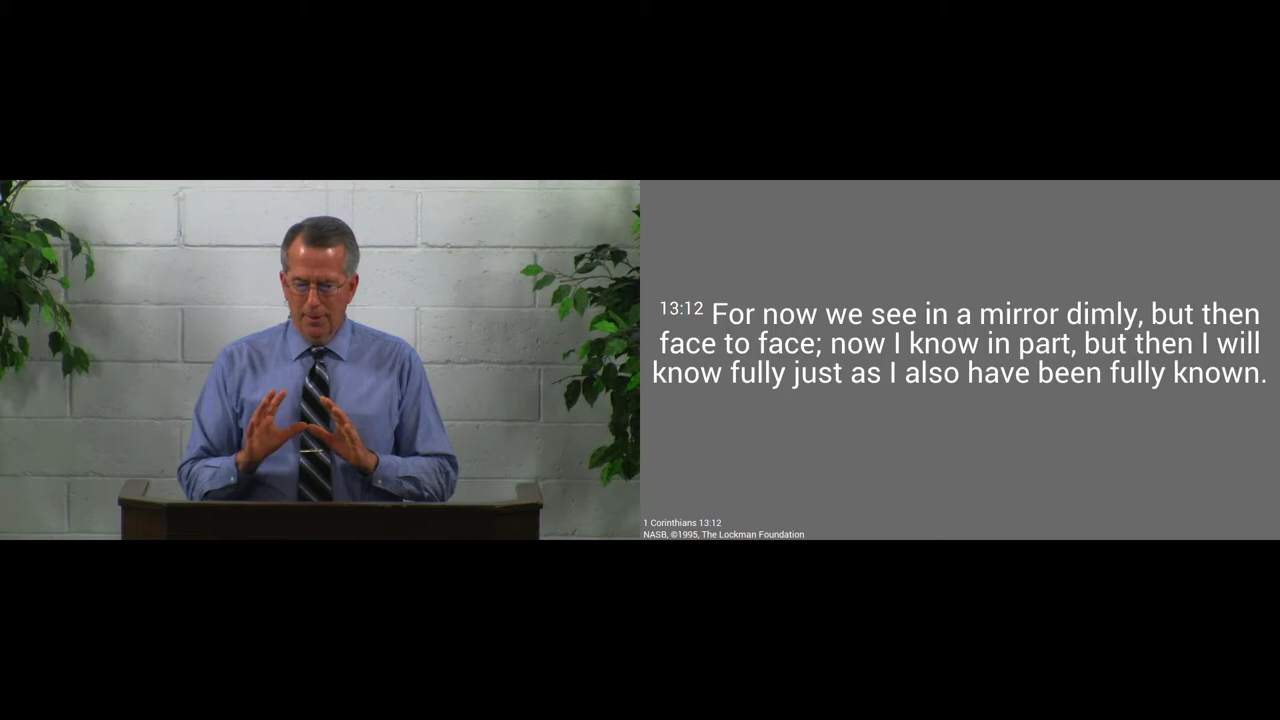 13:12 For now we see in a mirror dimly, but then
face to face; now I know in part, but then I will
know fully just as I also have been fully known.
1 Corinthians 13:12
NASB, ©1995, The Lockman Foundation